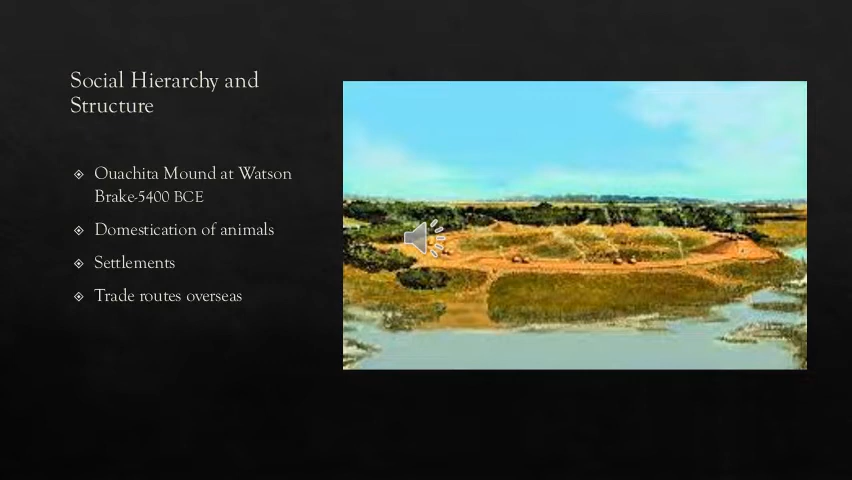 Social Hierarchy and
Structure
Ouachita Mound at Watson
Brake-5400 BCE
Domestication of animals
Settlements
Trade routes overseas